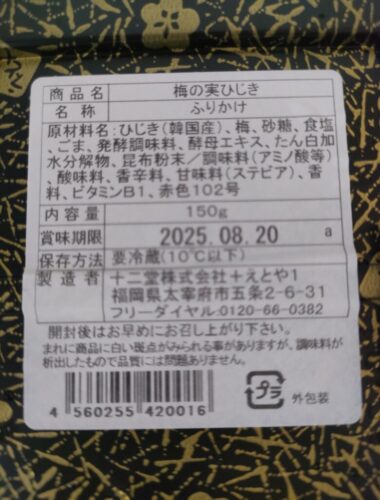 商品名 梅の実ひじき
名称 ふりかけ
原材料名:ひじき(韓国産)、梅、砂糖、食塩
、ごま、発酵調味料、酵母エキス、たん白加
水分解物、昆布粉末/調味料(アミノ酸等)
、酸味料、香辛料、甘味料(ステビア)、香
料、ビタミンB1、赤色102号
内容量 150g
賞味期限 2025.08.20 a
保存方法 要冷蔵(10℃以下)
製造者 十二堂株式会社+えとや1
福岡県太宰府市五条2-6-31
フリーダイヤル:0120-66-0382
開封後はお早めにお召し上がり下さい。
まれに商品に白い斑点がみられる事がありますが、調味料が
析出したもので品質には問題ありません。
4 560255 420016
プラ 外包装